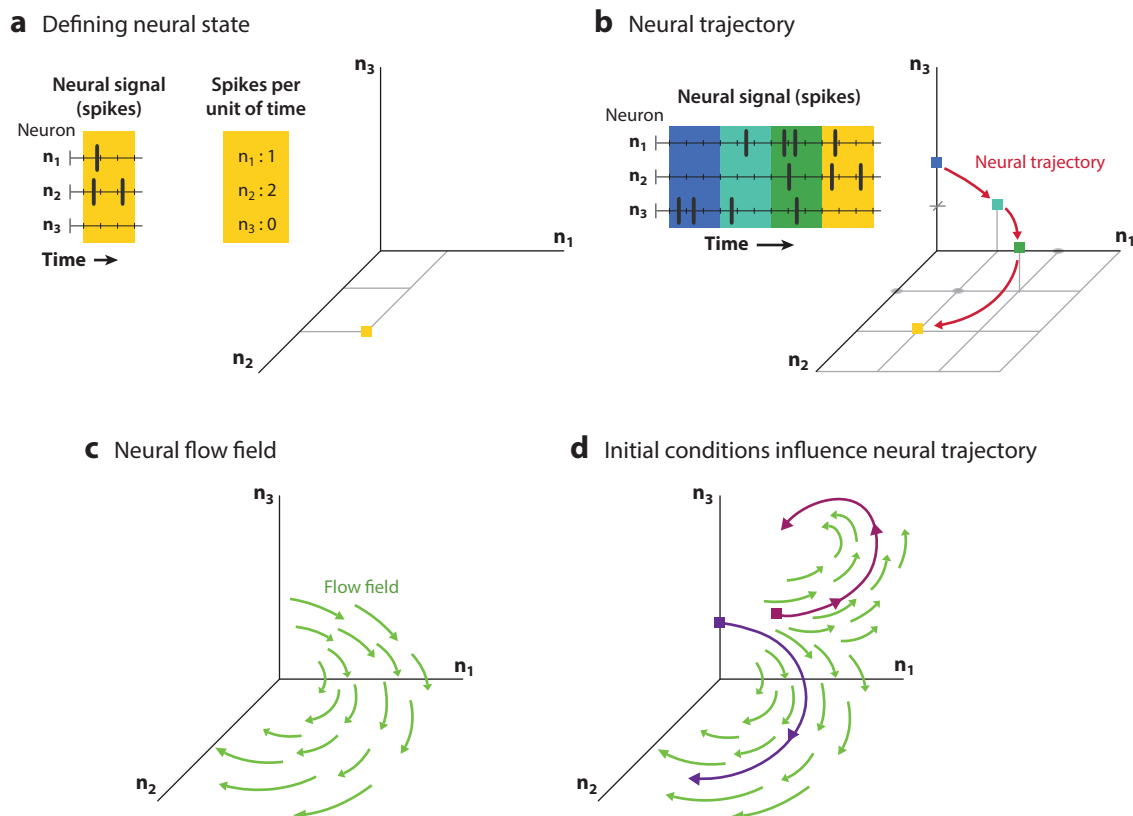 a Defining neural state
Neural signal
(spikes)
Spikes per
unit of time
Neuron
n1
n2
n3
Time
n1 : 1
n2 : 2
n3 : 0
n3
n1
n2
b Neural trajectory
Neural signal (spikes)
Neuron
n1
n2
n3
Time
n3
Neural trajectory
n1
n2
c Neural flow field
n3
Flow field
n1
n2
d Initial conditions influence neural trajectory
n3
n1
n2